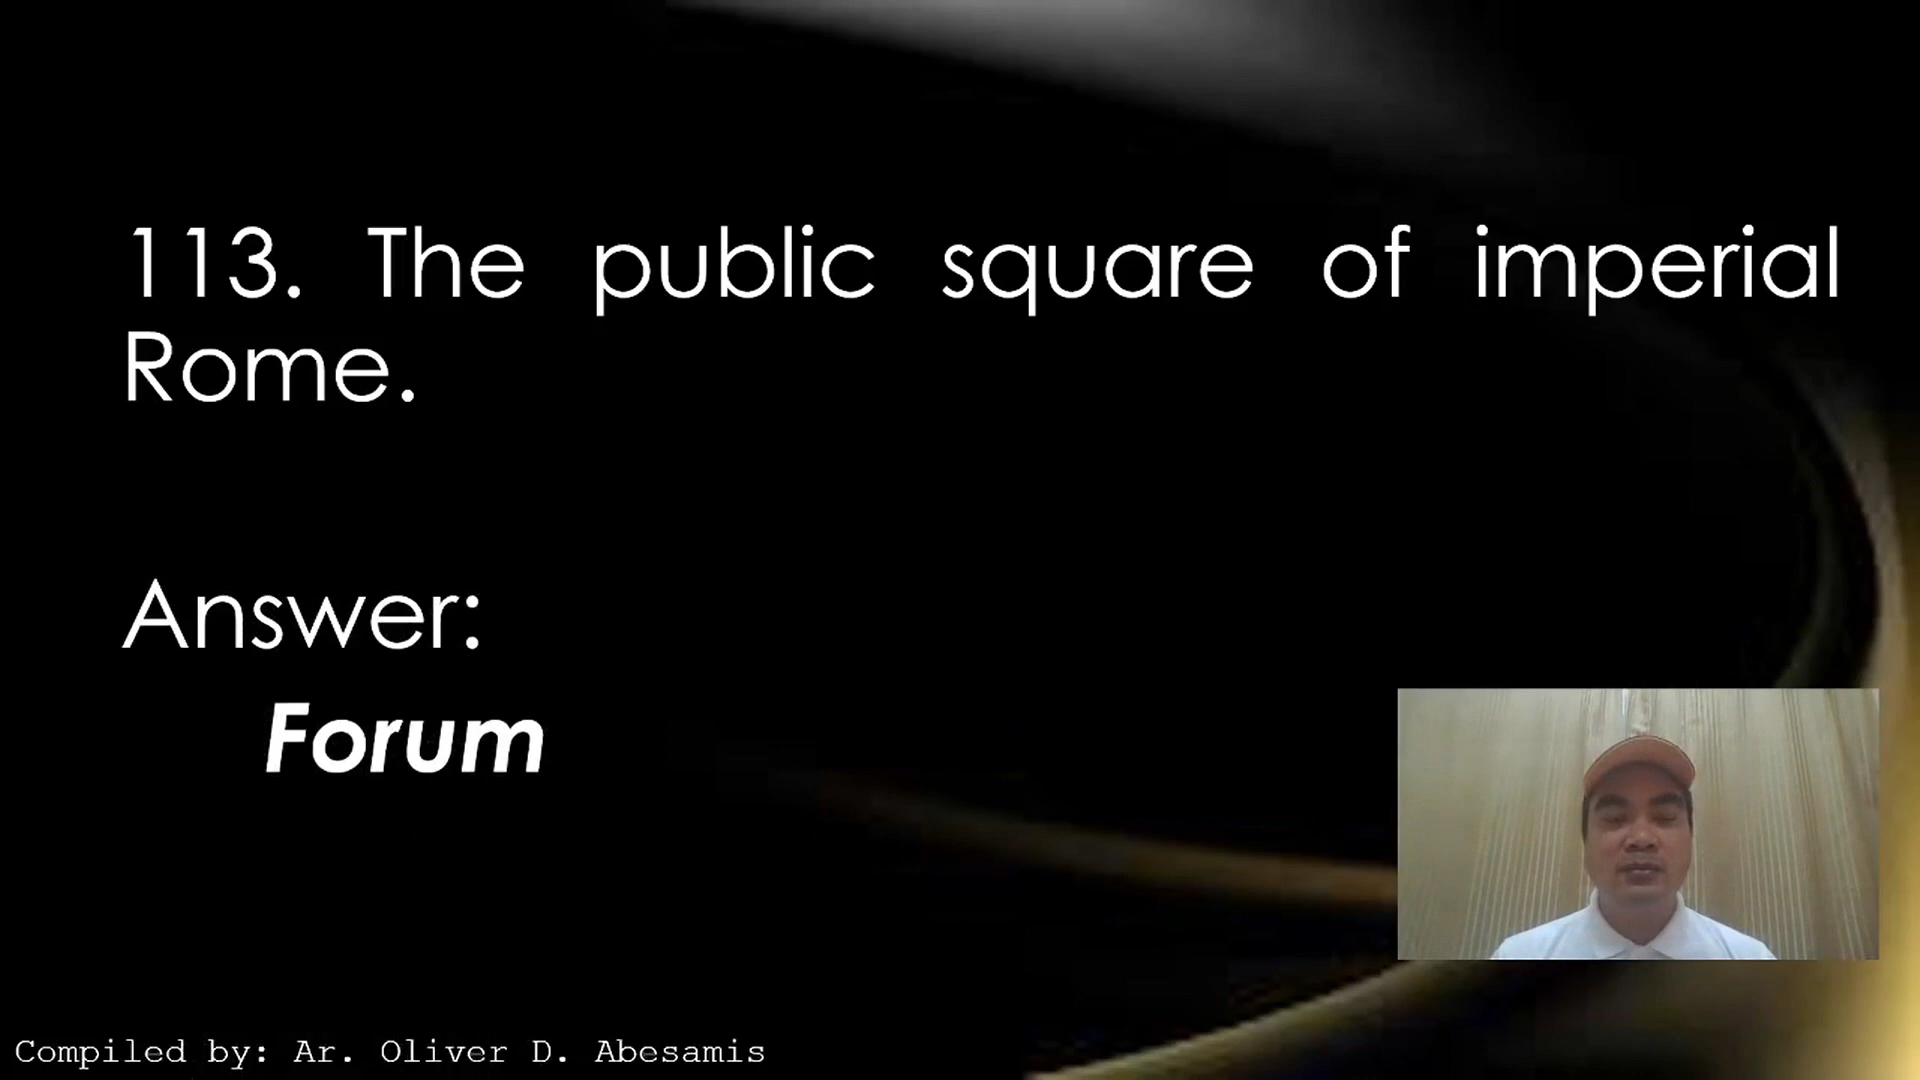 113. The public square of imperial
Rome.
Answer:
Forum
Compiled by: Ar. Oliver D. Abesamis